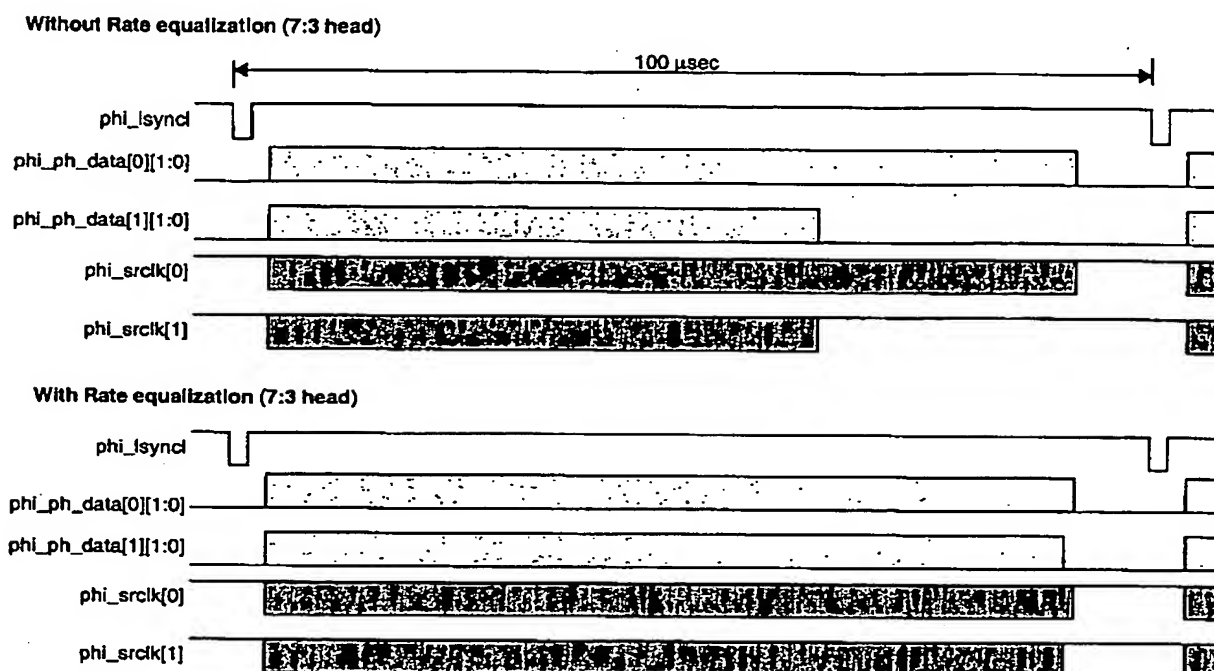 Without Rate equalization (7:3 head)
100 µsec
phi_lsyncl
phi_ph_data[0][1:0]
phi_ph_data[1][1:0]
phi_srclk[0]
phi_srclk[1]
With Rate equalization (7:3 head)
phi_lsyncl
phi_ph_data[0][1:0]
phi_ph_data[1][1:0]
phi_srclk[0]
phi_srclk[1]